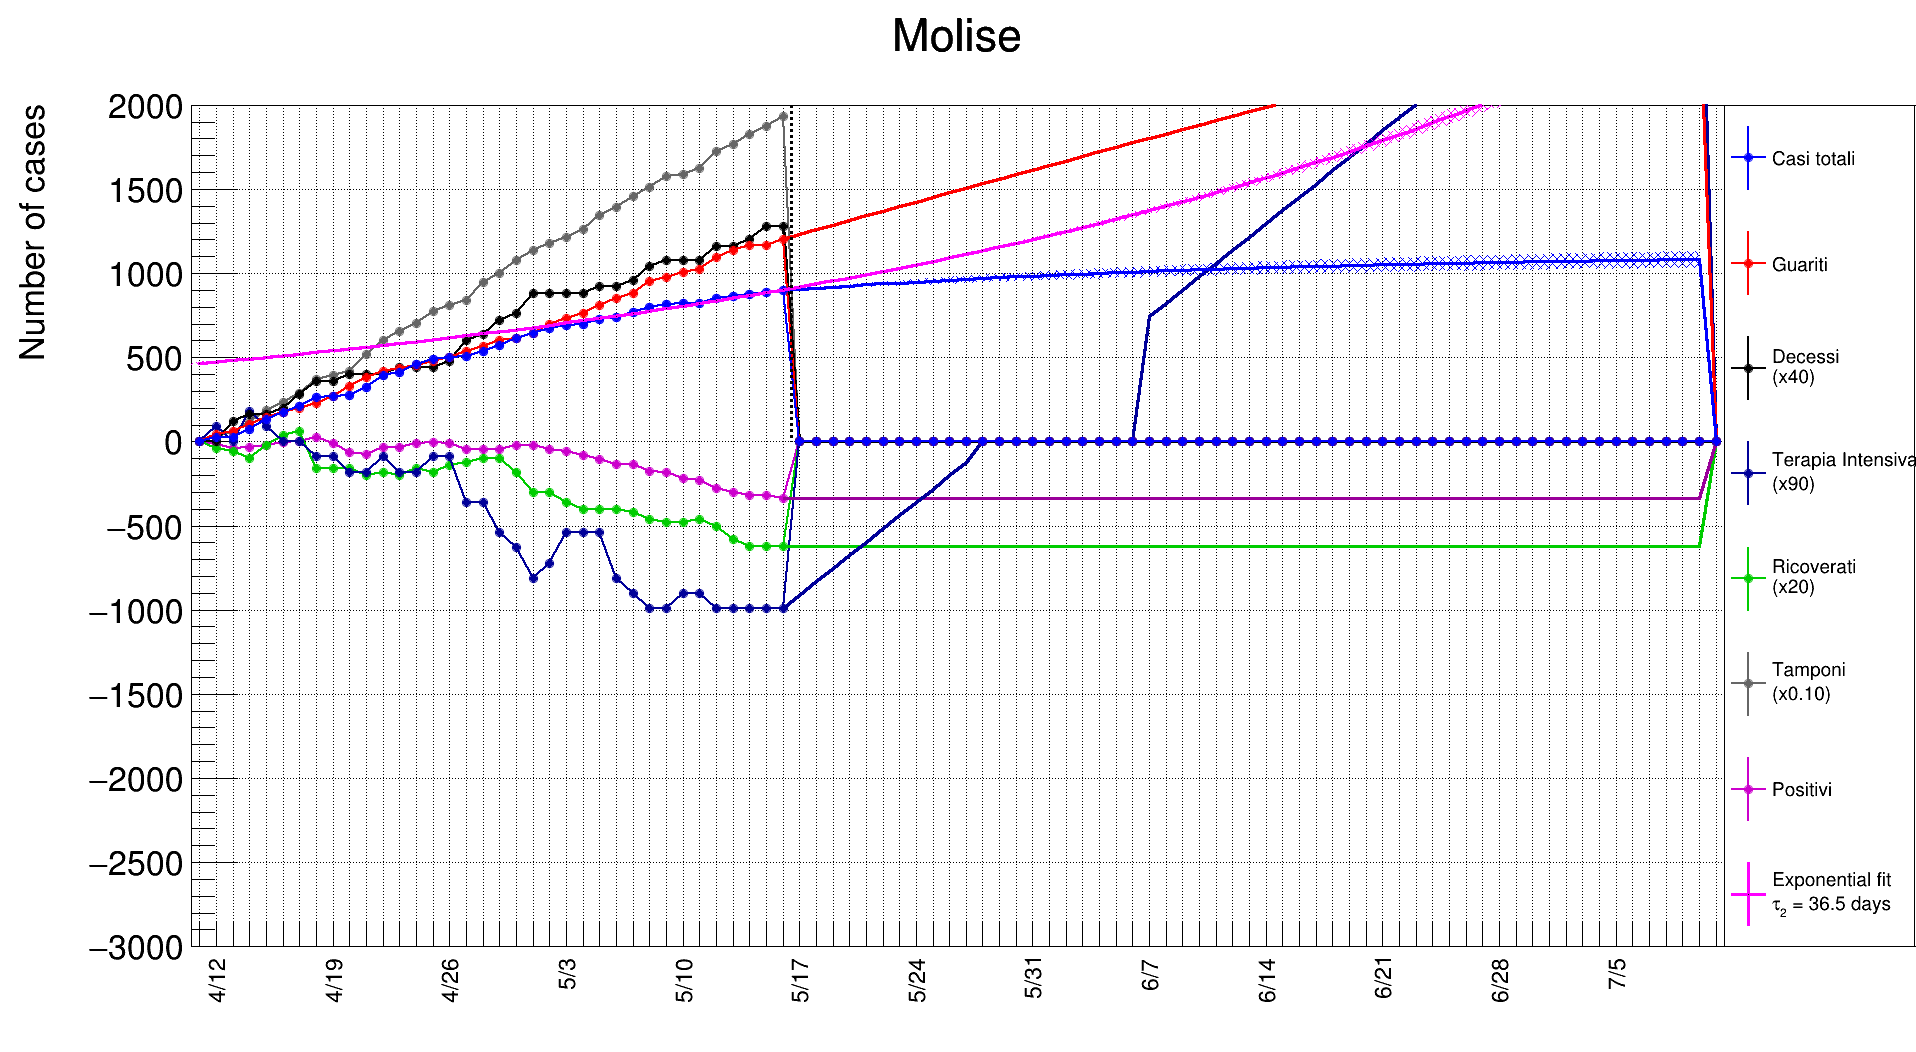 Molise
Number of cases
2000
1500
1000
500
0
−500
−1000
−1500
−2000
−2500
−3000
4/12
4/19
4/26
5/3
5/10
5/17
5/24
5/31
6/7
6/14
6/21
6/28
7/5
Casi totali
Guariti
Decessi
(x40)
Terapia Intensiva
(x90)
Ricoverati
(x20)
Tamponi
(x0.10)
Positivi
Exponential fit
τ₂ = 36.5 days